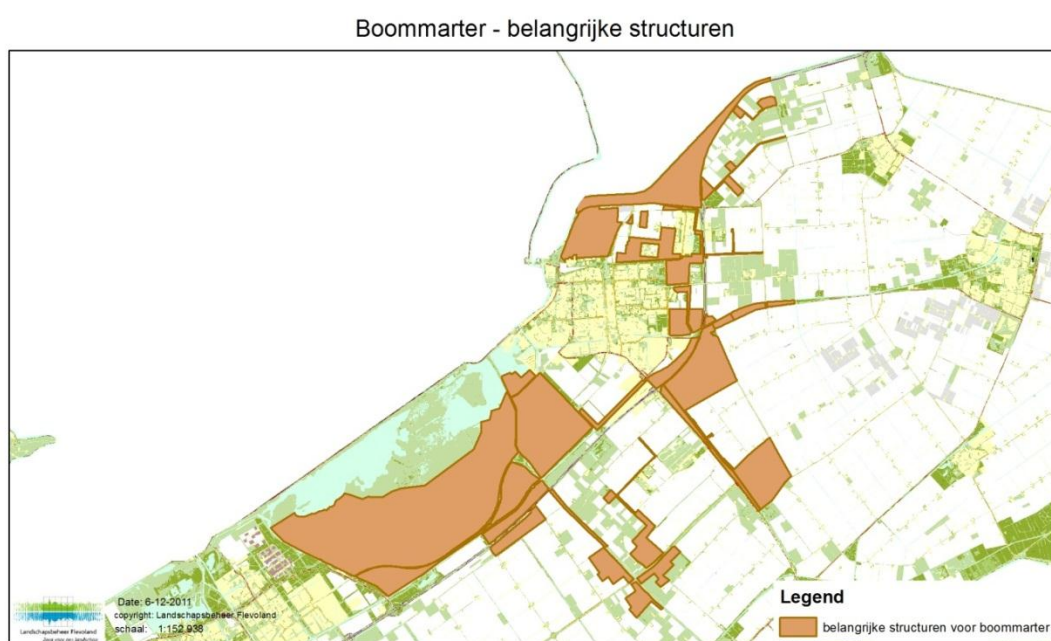 Boommarter - belangrijke structuren
Date: 6-12-2011
copyright: Landschapsbeheer Flevoland
schaal: 1:152.938
Landschapsbeheer Flevoland
Legend
belangrijke structuren voor boommarter